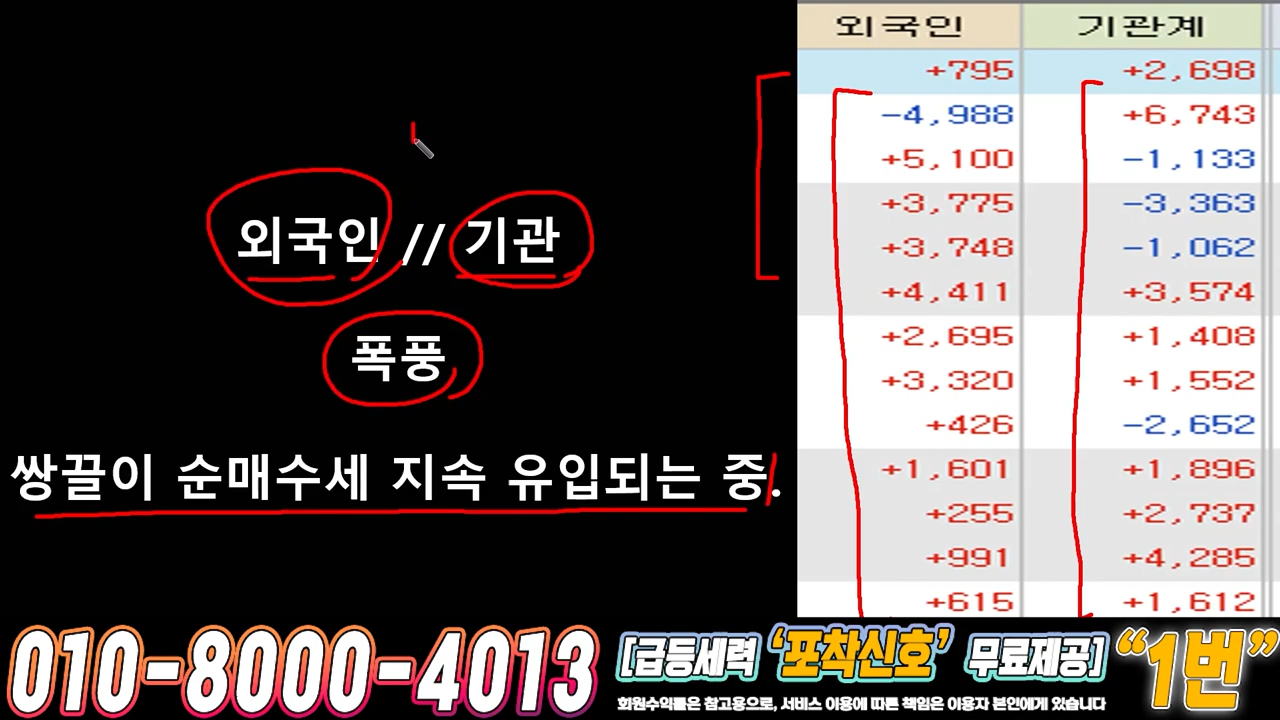 외국인 // 기관
폭풍
쌍끌이 순매수세 지속 유입되는 중.
외국인 기관계
+795 +2,698
-4,988 +6,743
+5,100 -1,133
+3,775 -3,363
+3,748 -1,062
+4,411 +3,574
+2,695 +1,408
+3,320 +1,552
+426 -2,652
+1,601 +1,896
+255 +2,737
+991 +4,285
+615 +1,612
010-8000-4013
[급등세력 '포착신호' 무료제공] "1번"
회원수익률은 참고용으로, 서비스 이용에 따른 책임은 이용자 본인에게 있습니다